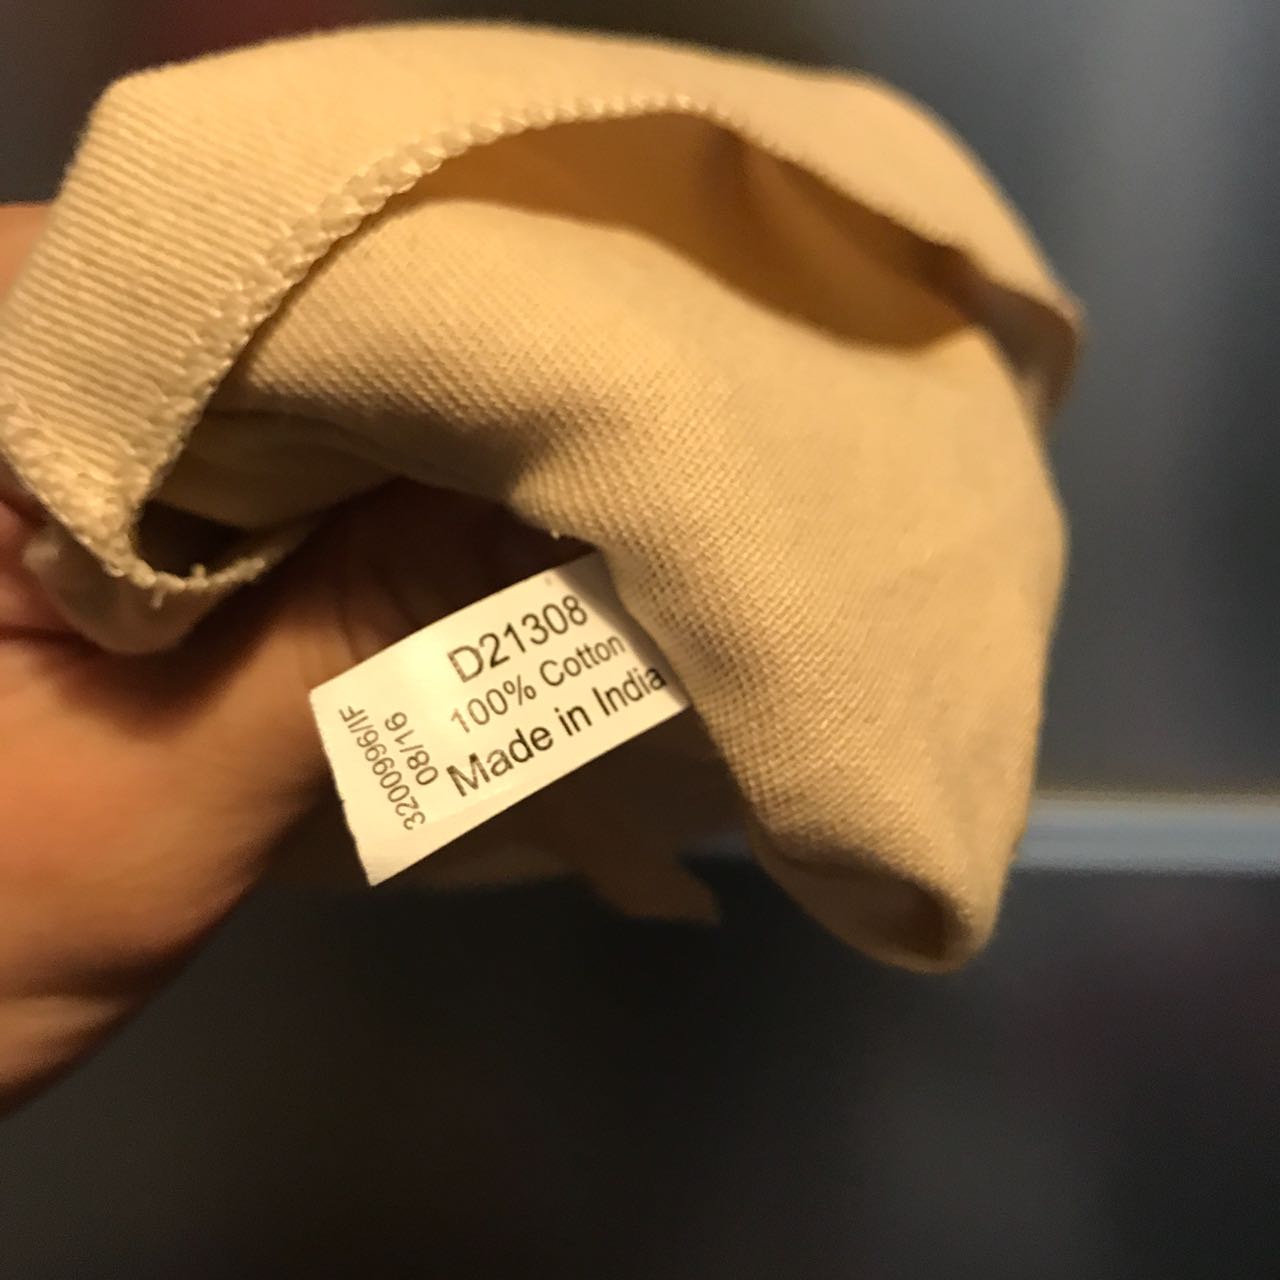 D21308
100% Cotton
Made in India
08/16
3200996/IF